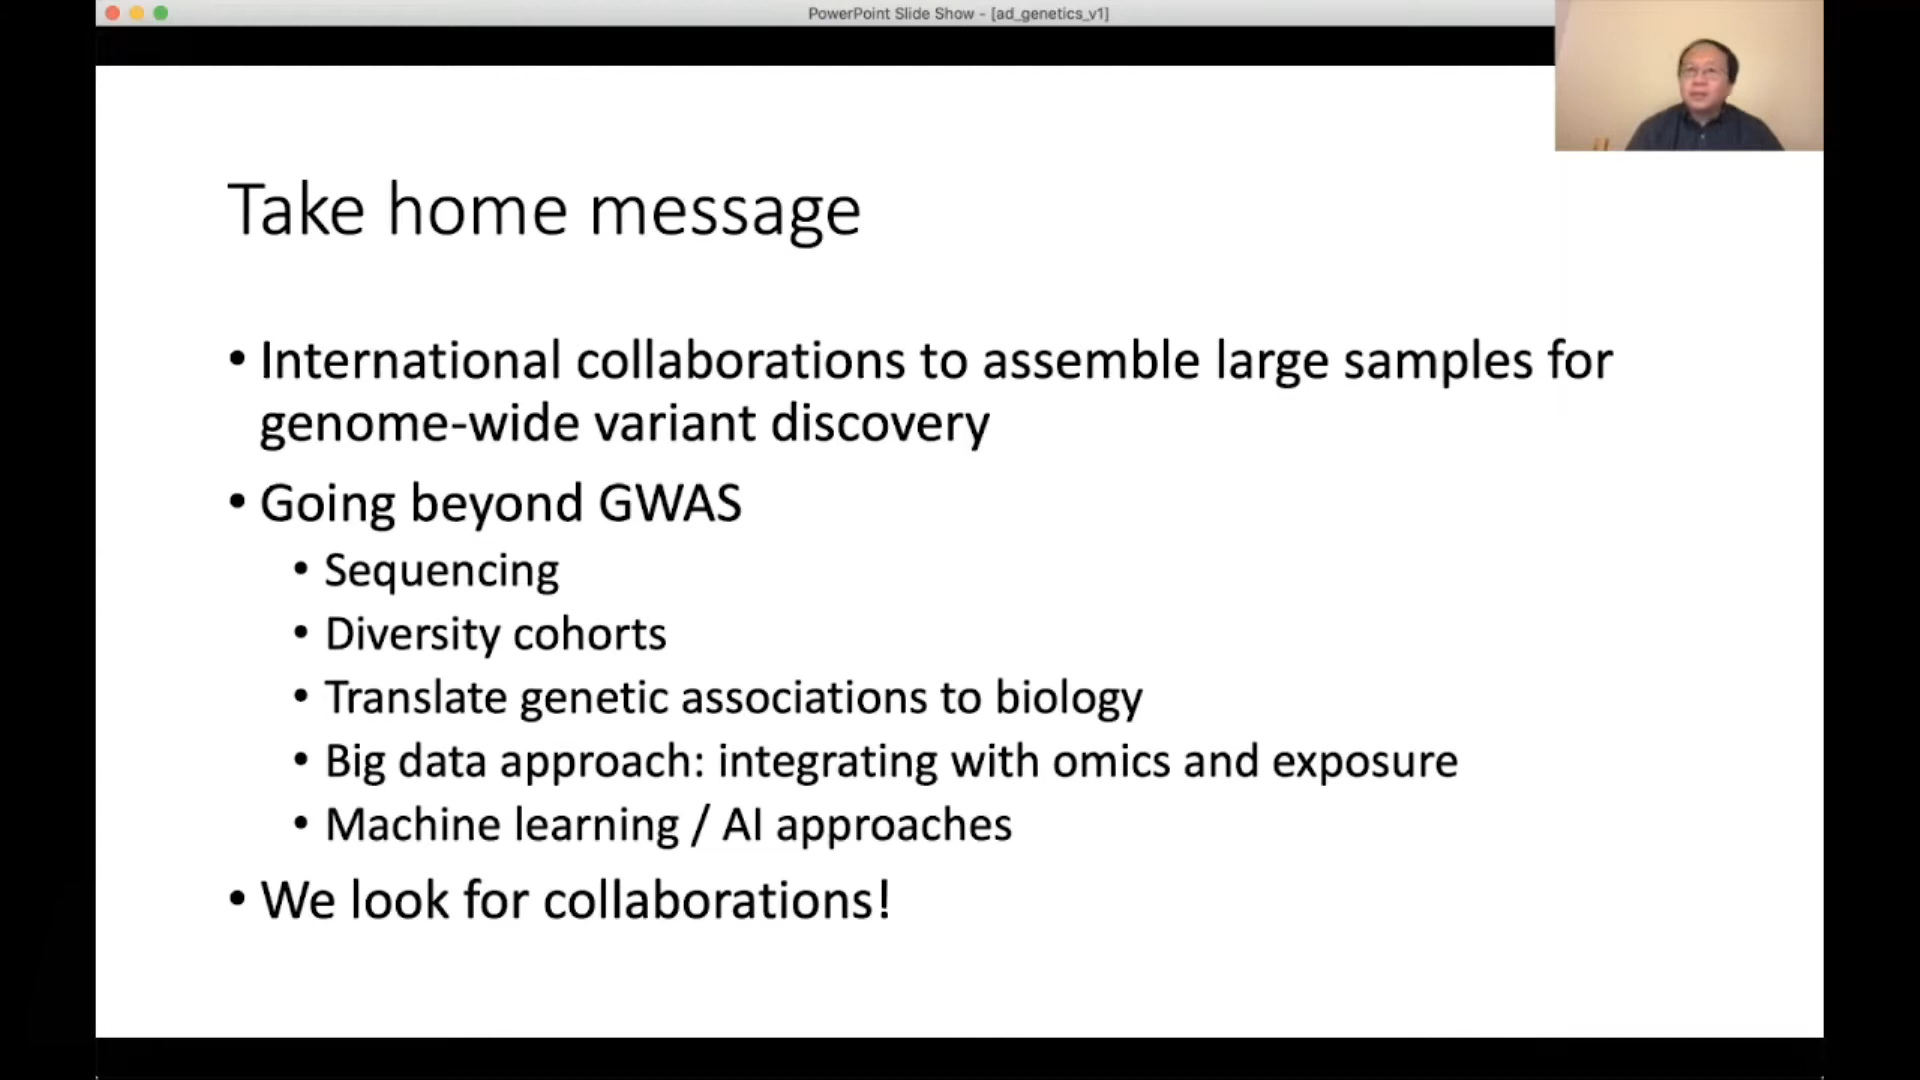 PowerPoint Slide Show - [ad_genetics_v1]
Take home message
• International collaborations to assemble large samples for
genome-wide variant discovery
• Going beyond GWAS
• Sequencing
• Diversity cohorts
• Translate genetic associations to biology
• Big data approach: integrating with omics and exposure
• Machine learning / AI approaches
• We look for collaborations!